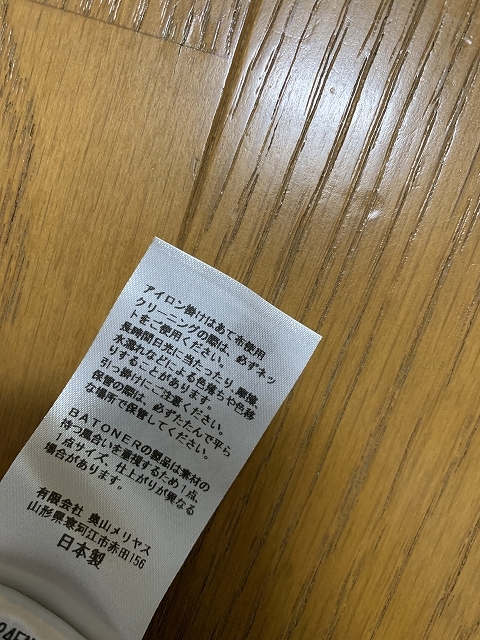 アイロン掛けはあて布使用
クリーニングの際は、必ずネッ
トをご使用ください。
長時間日光に当たったり、摩擦、
水濡れなどによる色落ちや色移
りすることがあります。
引っ掛けにご注意ください。
保管の際は、必ずたたんで平ら
な場所で保管してください。
BATONERの製品は素材の
持つ風合いを重視するため1点、
1点サイズ、仕上がりが異なる
場合があります。
有限会社 奥山メリヤス
山形県寒河江市赤田156
日本製